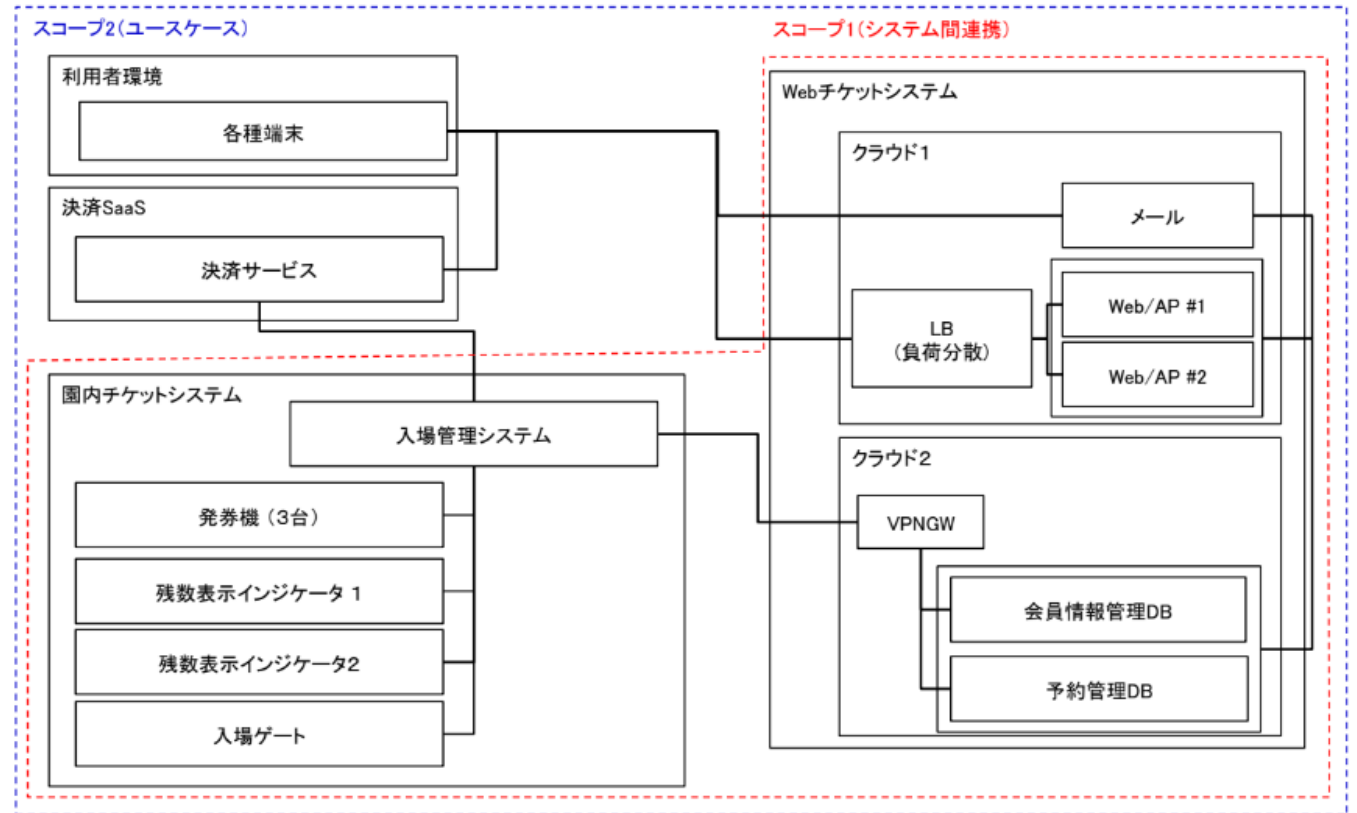 スコープ2(ユースケース)
スコープ1(システム間連携)
利用者環境
各種端末
決済SaaS
決済サービス
Webチケットシステム
クラウド1
メール
LB
(負荷分散)
Web/AP #1
Web/AP #2
園内チケットシステム
入場管理システム
発券機 (3台)
残数表示インジケータ 1
残数表示インジケータ2
入場ゲート
クラウド2
VPNGW
会員情報管理DB
予約管理DB